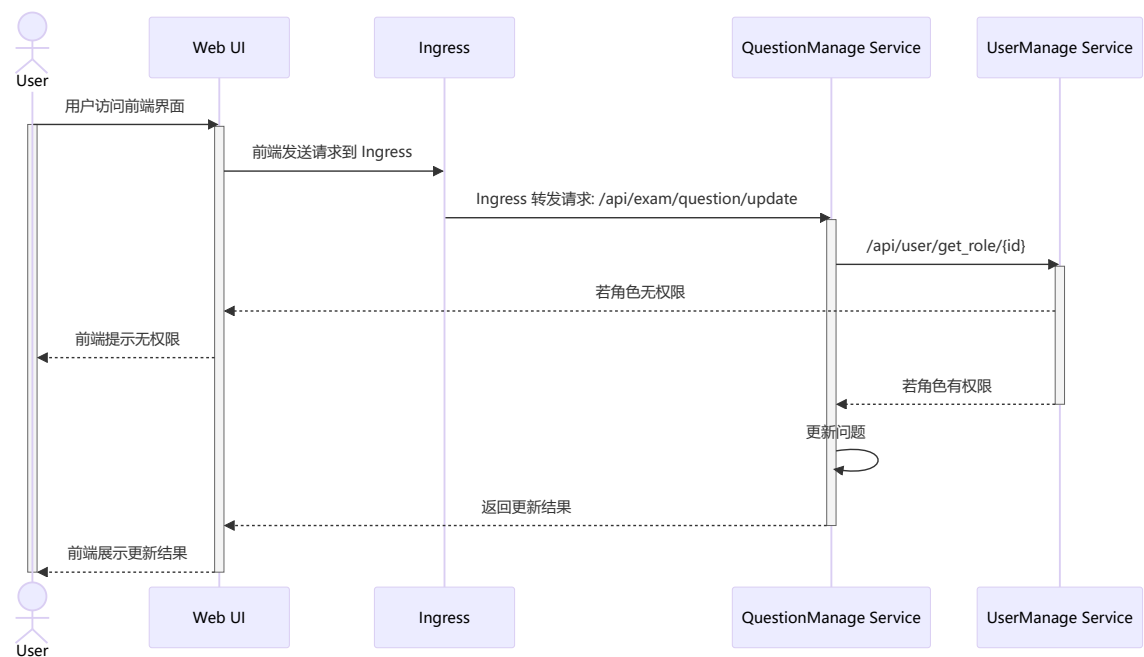 Web UI
Ingress
QuestionManage Service
UserManage Service
User
用户访问前端界面
前端发送请求到 Ingress
Ingress 转发请求: /api/exam/question/update
/api/user/get_role/{id}
若角色无权限
前端提示无权限
若角色有权限
更新问题
返回更新结果
前端展示更新结果
Web UI
Ingress
QuestionManage Service
UserManage Service
User